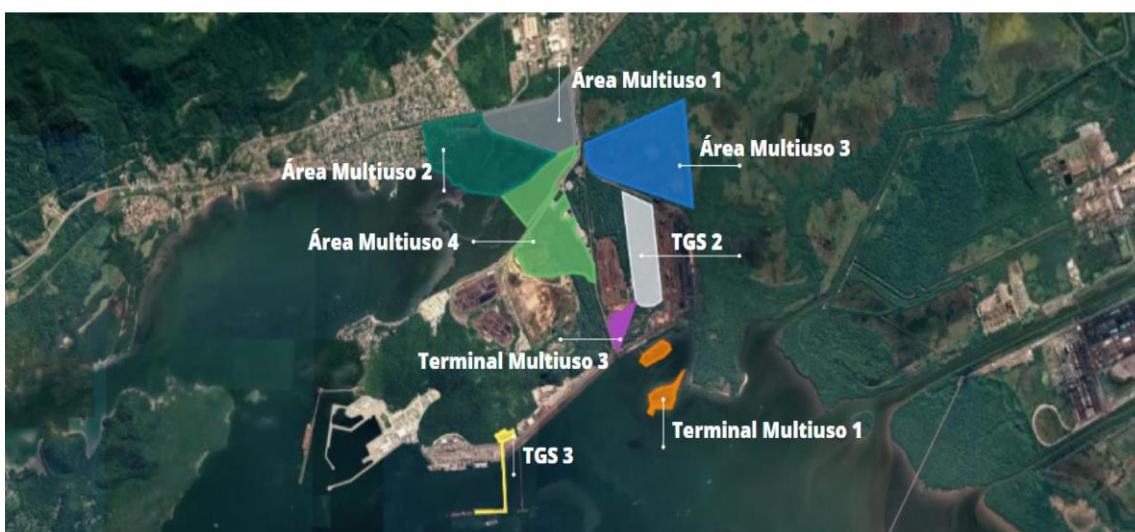 Área Multiuso 1
Área Multiuso 3
Área Multiuso 2
Área Multiuso 4
TGS 2
Terminal Multiuso 3
Terminal Multiuso 1
TGS 3